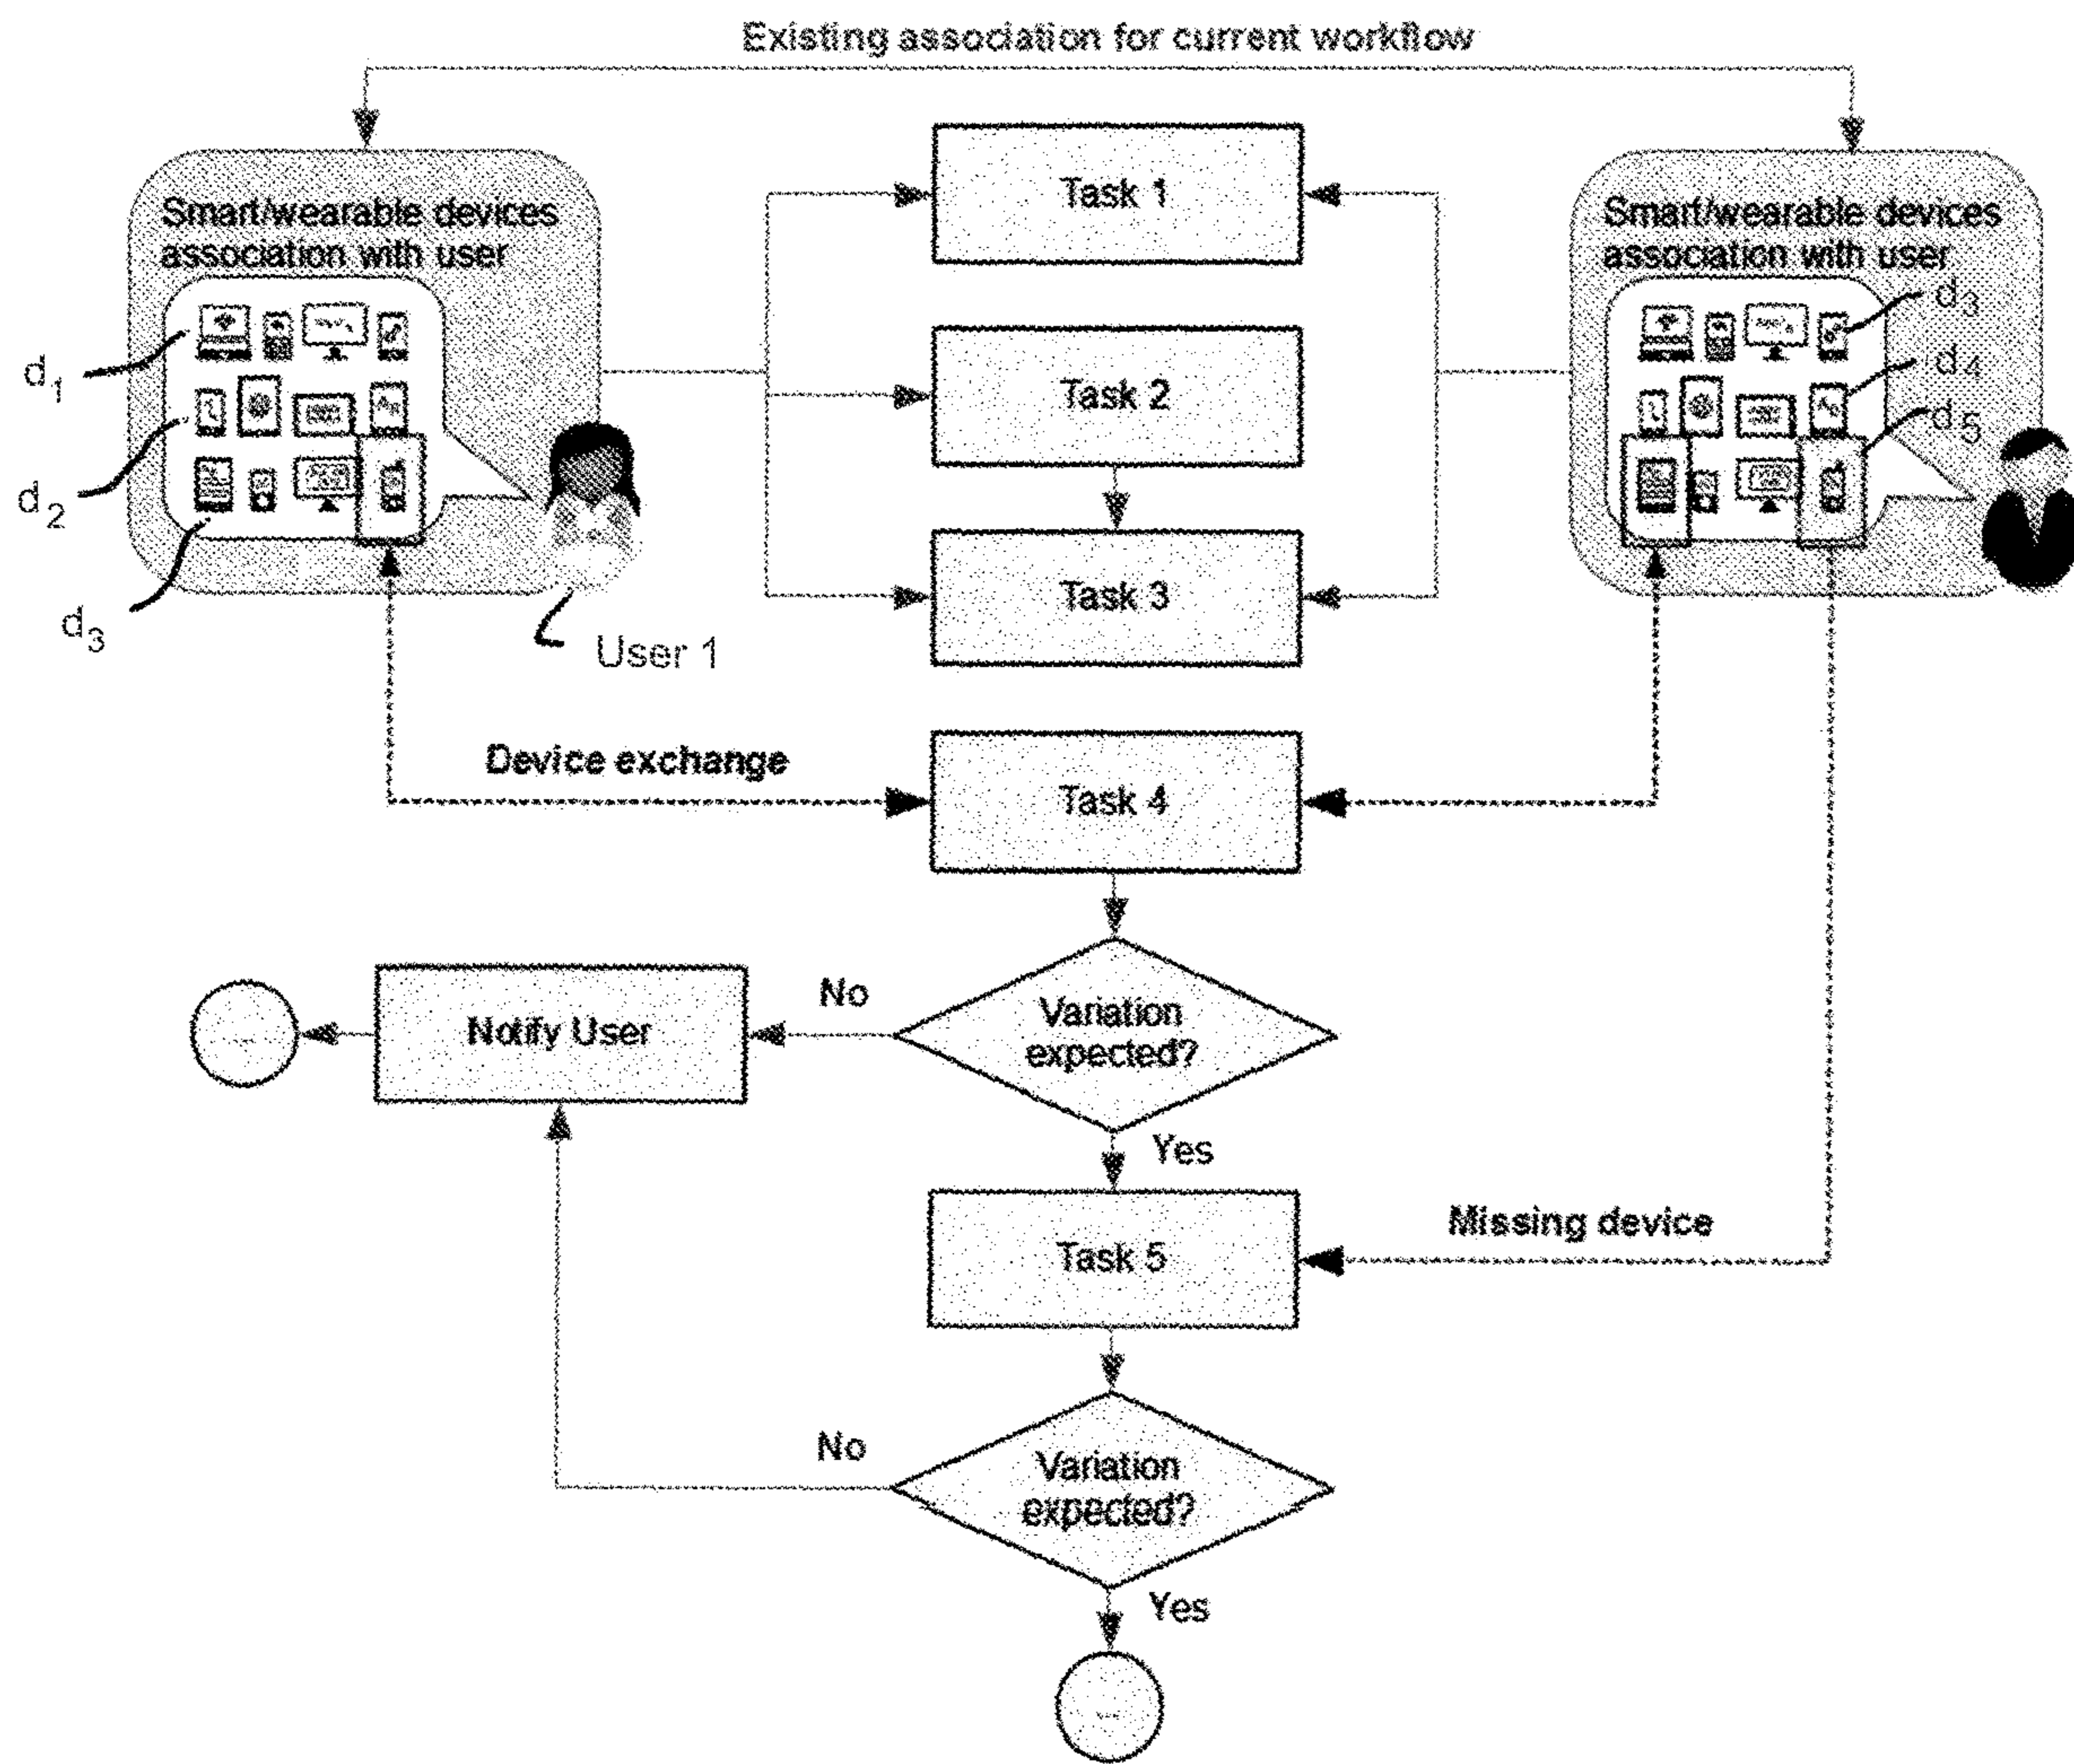 Existing association for current workflow
Smart/wearable devices
association with user
d1
d2
d3
User 1
Task 1
Task 2
Task 3
Smart/wearable devices
association with user
d3
d4
d5
Device exchange
Task 4
Variation
expected?
No
Notify User
Yes
Task 5
Missing device
Variation
expected?
No
Yes